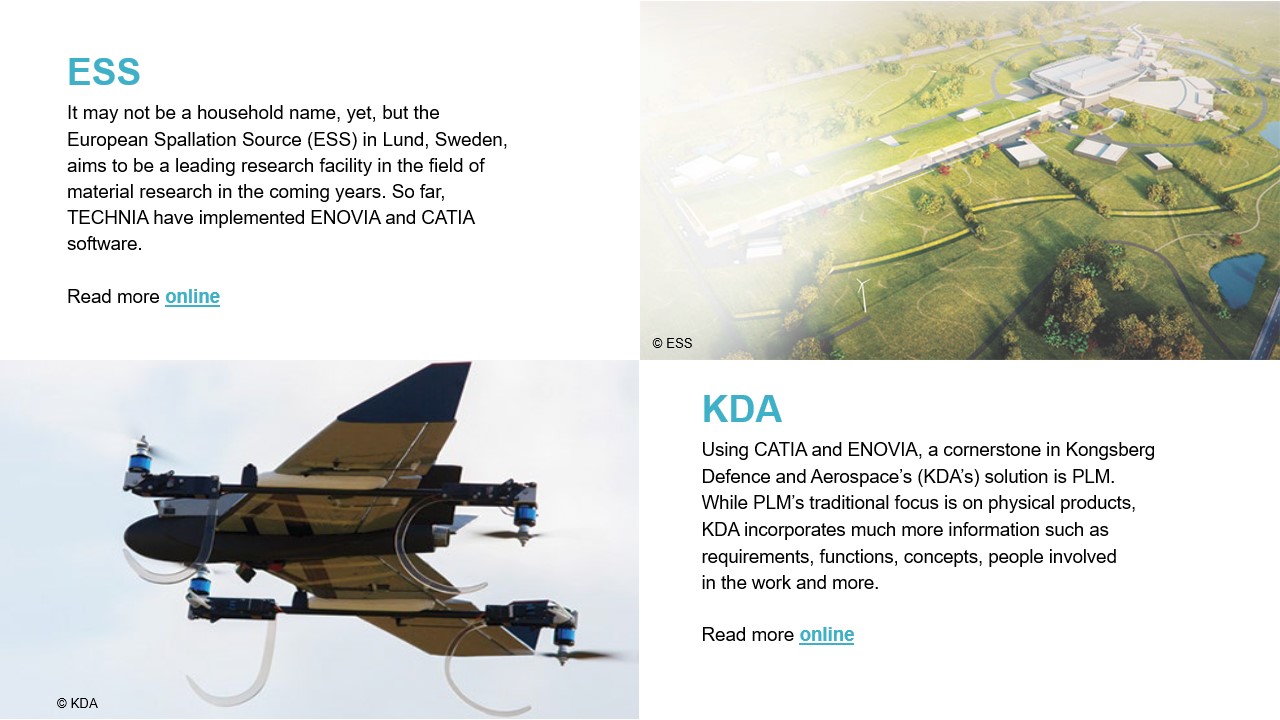 ESS
It may not be a household name, yet, but the
European Spallation Source (ESS) in Lund, Sweden,
aims to be a leading research facility in the field of
material research in the coming years. So far,
TECHNIA have implemented ENOVIA and CATIA
software.
Read more online
© ESS
KDA
Using CATIA and ENOVIA, a cornerstone in Kongsberg
Defence and Aerospace’s (KDA’s) solution is PLM.
While PLM’s traditional focus is on physical products,
KDA incorporates much more information such as
requirements, functions, concepts, people involved
in the work and more.
Read more online
© KDA